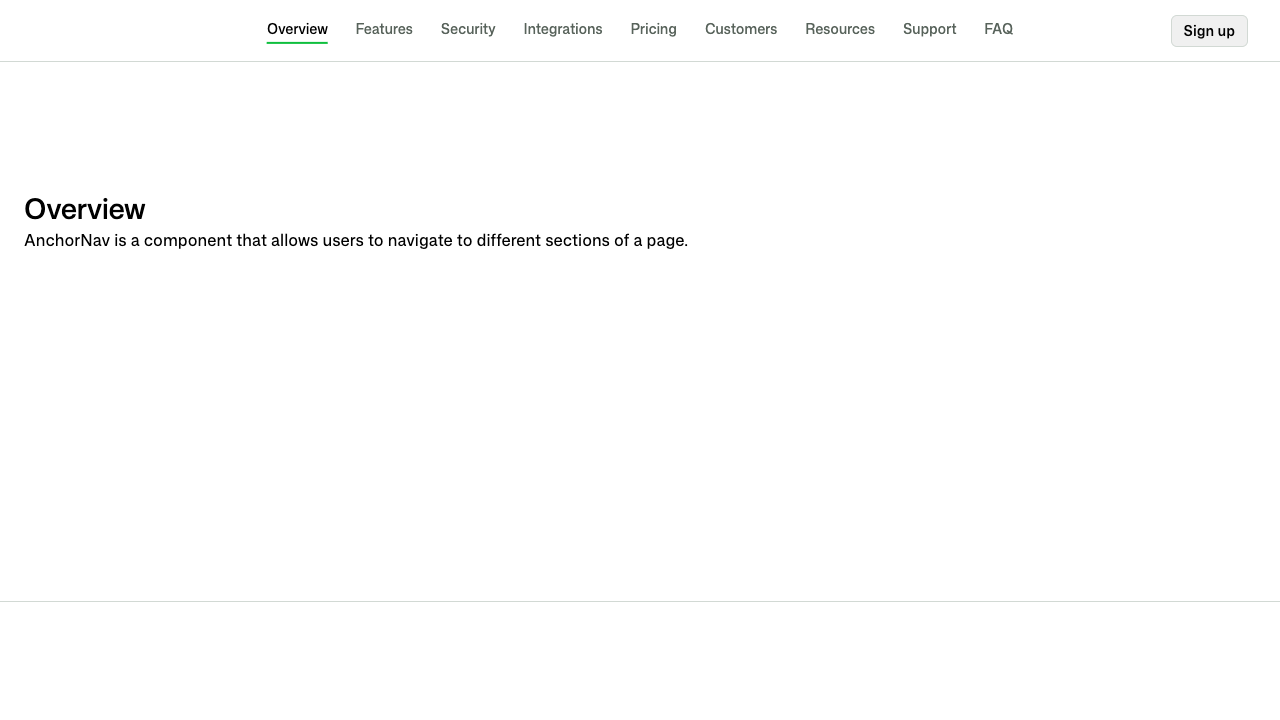 Overview Features Security Integrations Pricing Customers Resources Support FAQ Sign up
Overview
AnchorNav is a component that allows users to navigate to different sections of a page.